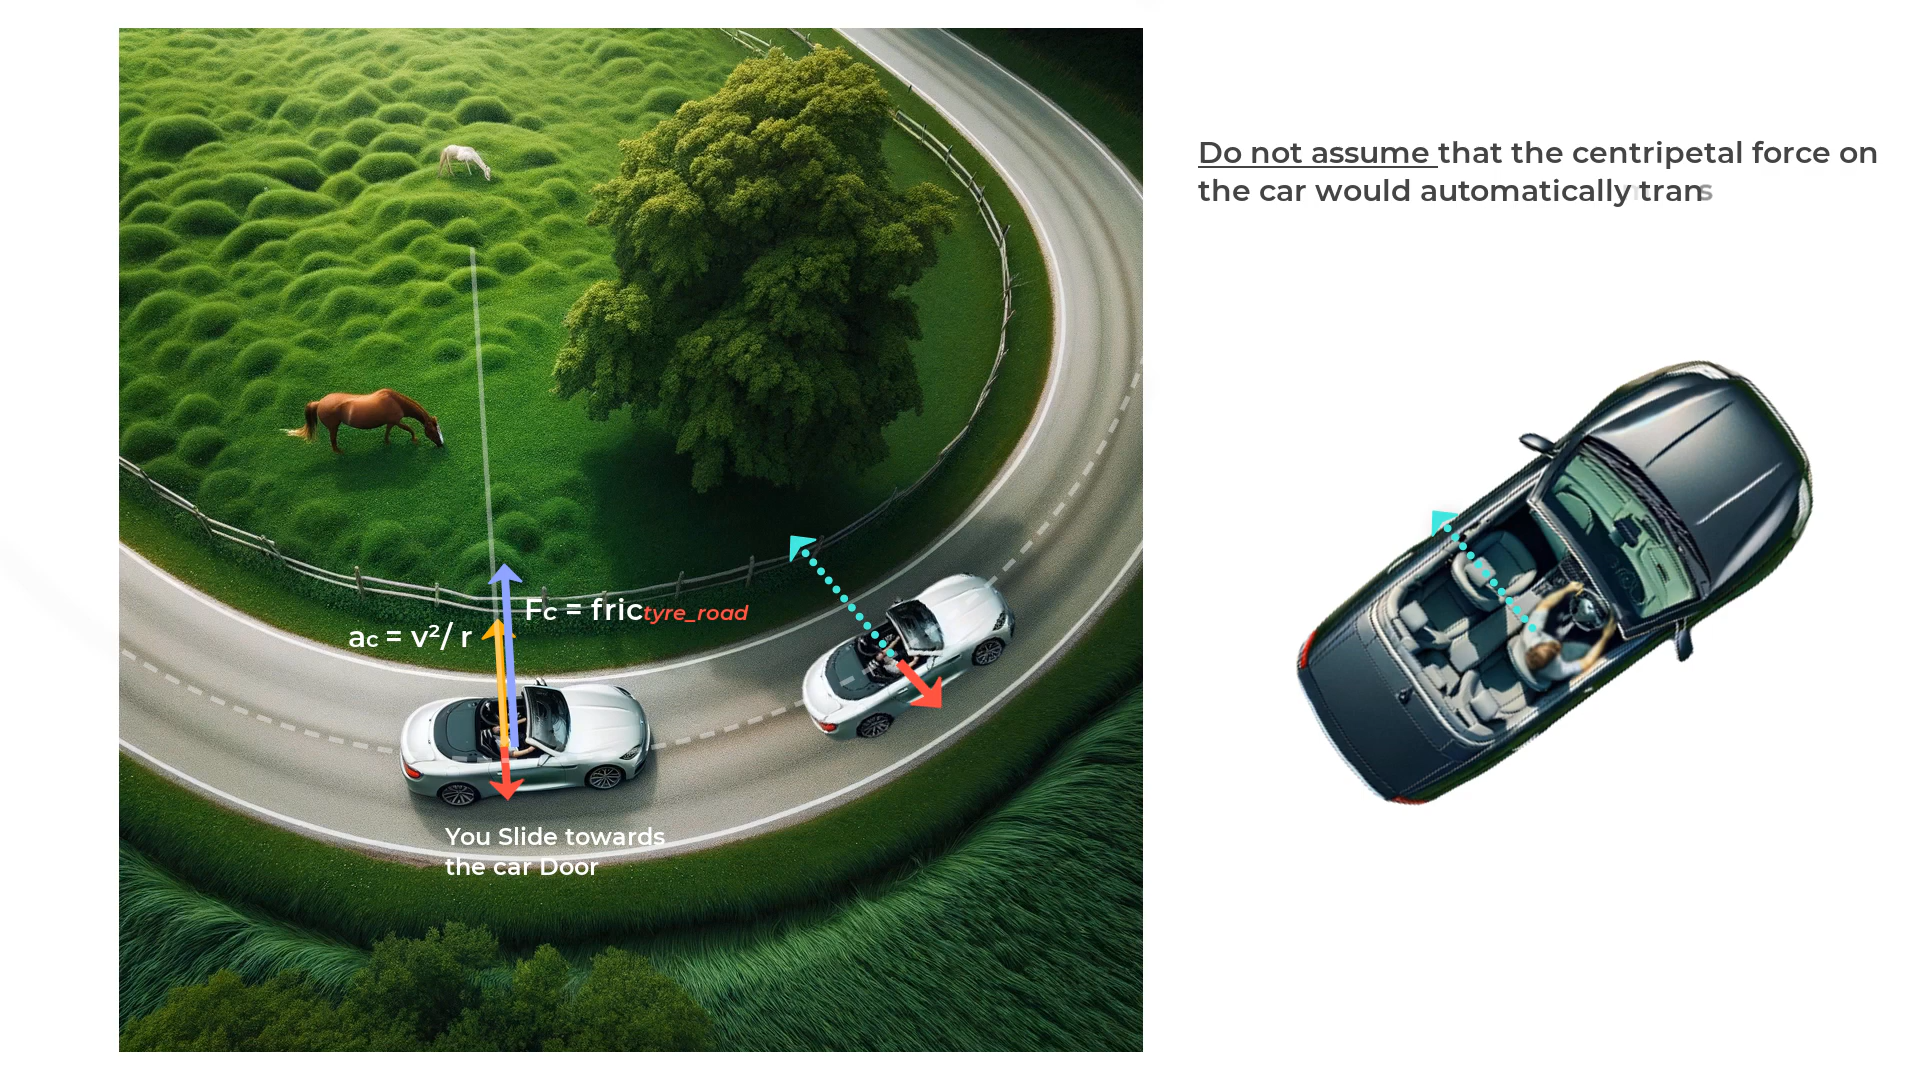 Do not assume that the centripetal force on
the car would automatically trans
Fc = frictyre_road
ac = v²/ r
You Slide towards
the car Door